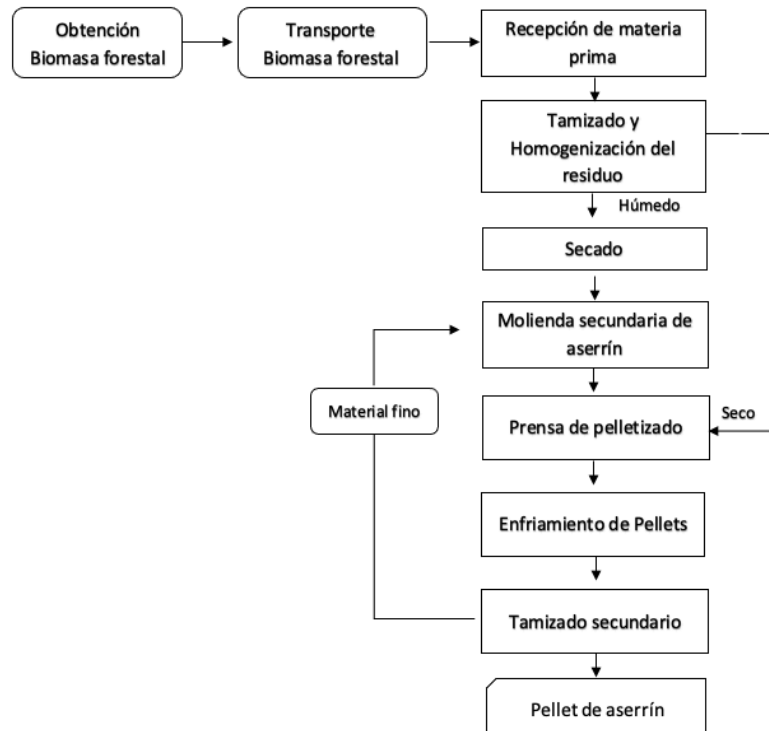 Obtención
Biomasa forestal
Transporte
Biomasa forestal
Recepción de materia
prima
Tamizado y
Homogenización del
residuo
Húmedo
Secado
Molienda secundaria de
aserrín
Material fino
Prensa de pelletizado
Seco
Enfriamiento de Pellets
Tamizado secundario
Pellet de aserrín